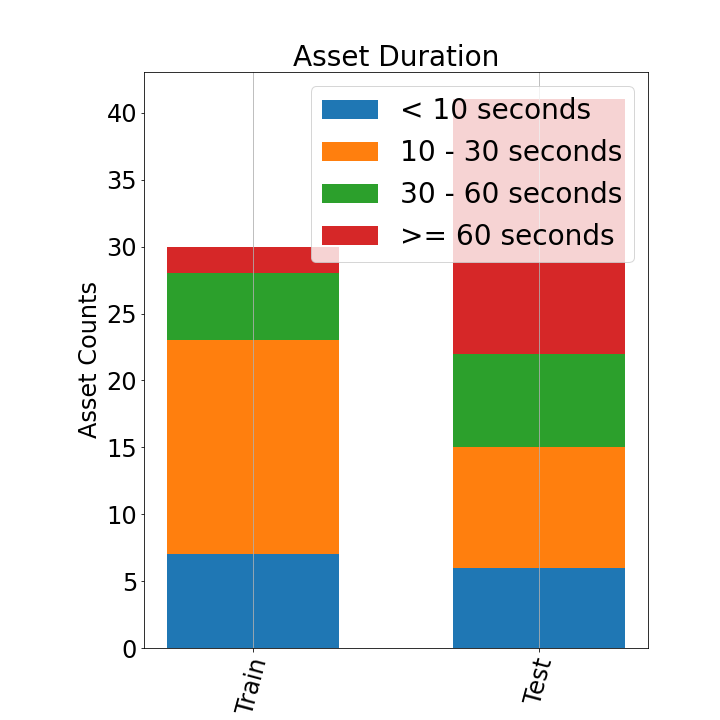 Asset Duration
< 10 seconds
10 - 30 seconds
30 - 60 seconds
>= 60 seconds
Asset Counts
40
35
30
25
20
15
10
5
0
Train
Test